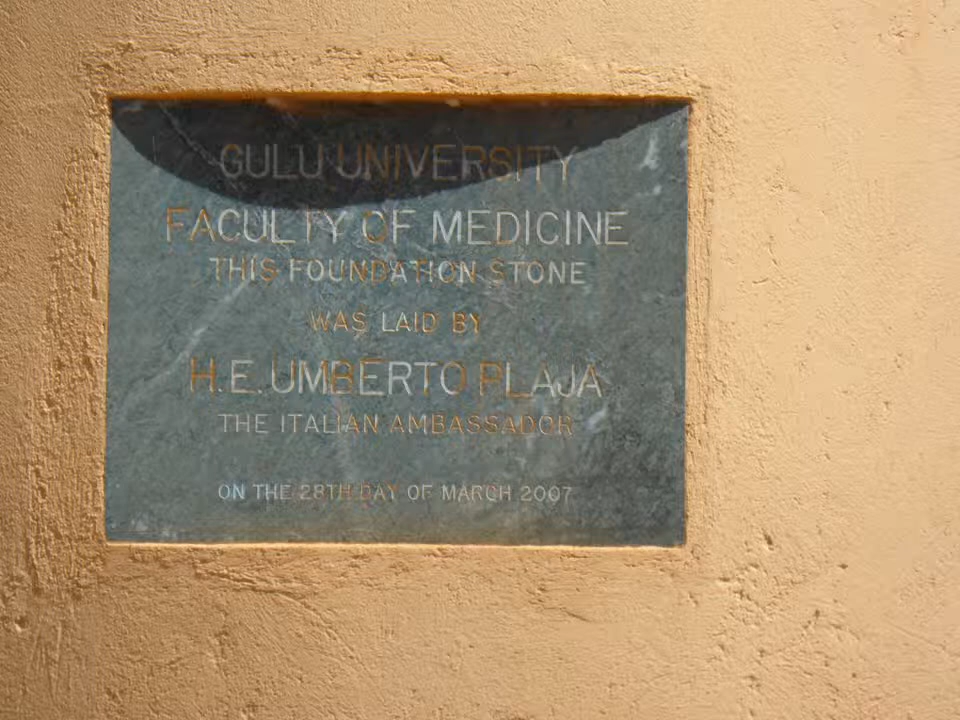 GULU UNIVERSITY
FACULTY OF MEDICINE
THIS FOUNDATION STONE
WAS LAID BY
H.E. UMBERTO PLAJA
THE ITALIAN AMBASSADOR
ON THE 28TH DAY OF MARCH 2007